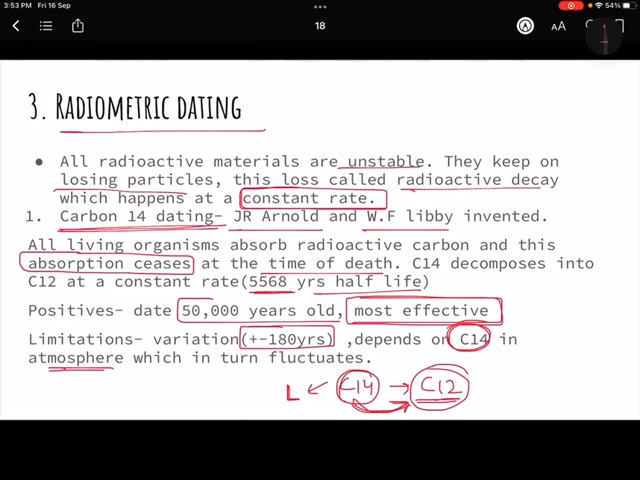 3:53 PM Fri 16 Sep
54%
18
AA
3. RADIOMETRIC DATING
• All radioactive materials are unstable. They keep on
losing particles, this loss called radioactive decay
which happens at a constant rate.
1. Carbon 14 dating- JR Arnold and W.F libby invented.
All living organisms absorb radioactive carbon and this
absorption ceases at the time of death. C14 decomposes into
C12 at a constant rate(5568 yrs half life)
Positives- date 50,000 years old, most effective
Limitations- variation(+-180yrs) ,depends on C14 in
atmosphere which in turn fluctuates.
L ← C14 → C12